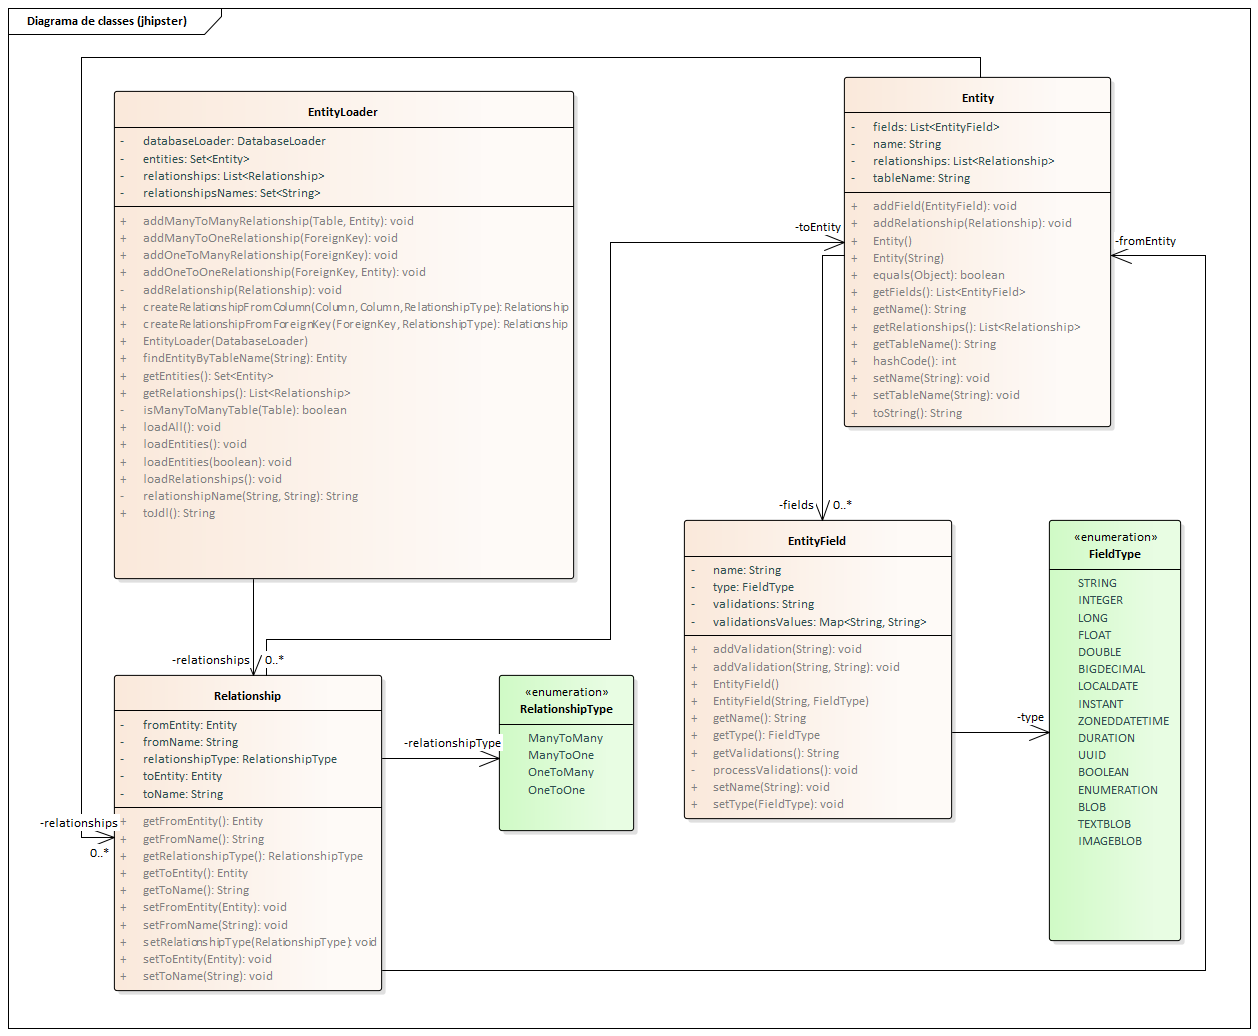 Diagrama de classes (jhipster)
EntityLoader
- databaseLoader: DatabaseLoader
- entities: Set<Entity>
- relationships: List<Relationship>
- relationshipsNames: Set<String>
+ addManyToManyRelationship(Table, Entity): void
+ addManyToOneRelationship(ForeignKey): void
+ addOneToManyRelationship(ForeignKey): void
+ addOneToOneRelationship(ForeignKey, Entity): void
- addRelationship(Relationship): void
+ createRelationshipFromColumn(Column, Column,RelationshipType): Relationship
+ createRelationshipFromForeignKey(ForeignKey, RelationshipType): Relationship
+ EntityLoader(DatabaseLoader)
+ findEntityByTableName(String): Entity
+ getEntities(): Set<Entity>
+ getRelationships(): List<Relationship>
- isManyToManyTable(Table): boolean
+ loadAll(): void
+ loadEntities(): void
+ loadEntities(boolean): void
+ loadRelationships(): void
- relationshipName(String, String): String
+ toJdl(): String
Entity
- fields: List<EntityField>
- name: String
- relationships: List<Relationship>
- tableName: String
+ addField(EntityField): void
+ addRelationship(Relationship): void
+ Entity()
+ Entity(String)
+ equals(Object): boolean
+ getFields(): List<EntityField>
+ getName(): String
+ getRelationships(): List<Relationship>
+ getTableName(): String
+ hashCode(): int
+ setName(String): void
+ setTableName(String): void
+ toString(): String
-toEntity
-fromEntity
-fields 0..*
EntityField
- name: String
- type: FieldType
- validations: String
- validationsValues: Map<String, String>
+ addValidation(String): void
+ addValidation(String, String): void
+ EntityField()
+ EntityField(String, FieldType)
+ getName(): String
+ getType(): FieldType
+ getValidations(): String
- processValidations(): void
+ setName(String): void
+ setType(FieldType): void
-type
«enumeration»
FieldType
STRING
INTEGER
LONG
FLOAT
DOUBLE
BIGDECIMAL
LOCALDATE
INSTANT
ZONEDDATETIME
DURATION
UUID
BOOLEAN
ENUMERATION
BLOB
TEXTBLOB
IMAGEBLOB
-relationships 0..*
Relationship
- fromEntity: Entity
- fromName: String
- relationshipType: RelationshipType
- toEntity: Entity
- toName: String
+ getFromEntity(): Entity
+ getFromName(): String
+ getRelationshipType(): RelationshipType
+ getToEntity(): Entity
+ getToName(): String
+ setFromEntity(Entity): void
+ setFromName(String): void
+ setRelationshipType(RelationshipType): void
+ setToEntity(Entity): void
+ setToName(String): void
-relationships
0..*
-relationshipType
«enumeration»
RelationshipType
ManyToMany
ManyToOne
OneToMany
OneToOne